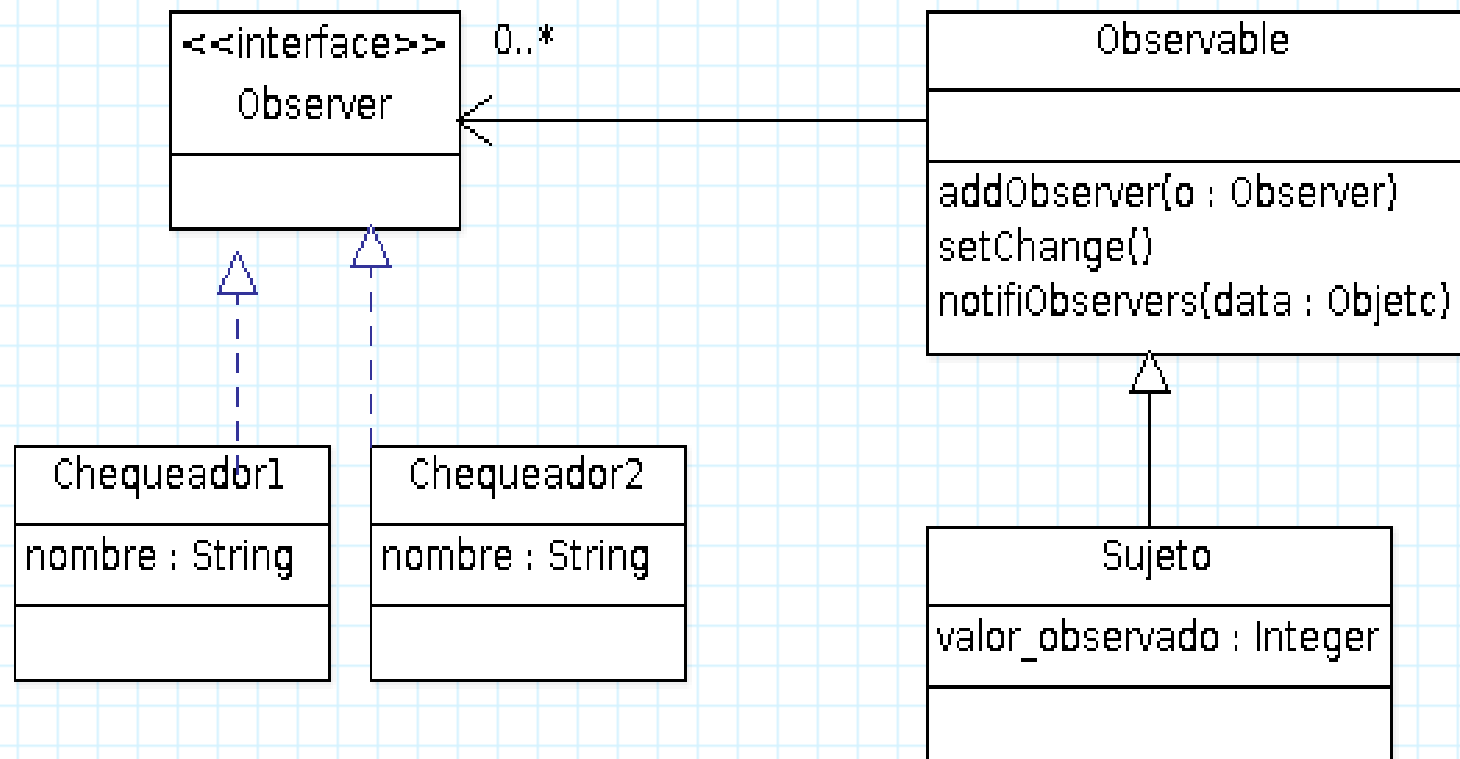 <<interface>>
Observer
0..*
Observable
addObserver(o : Observer)
setChange()
notifiObservers(data : Objetc)
Chequeador1
nombre : String
Chequeador2
nombre : String
Sujeto
valor_observado : Integer